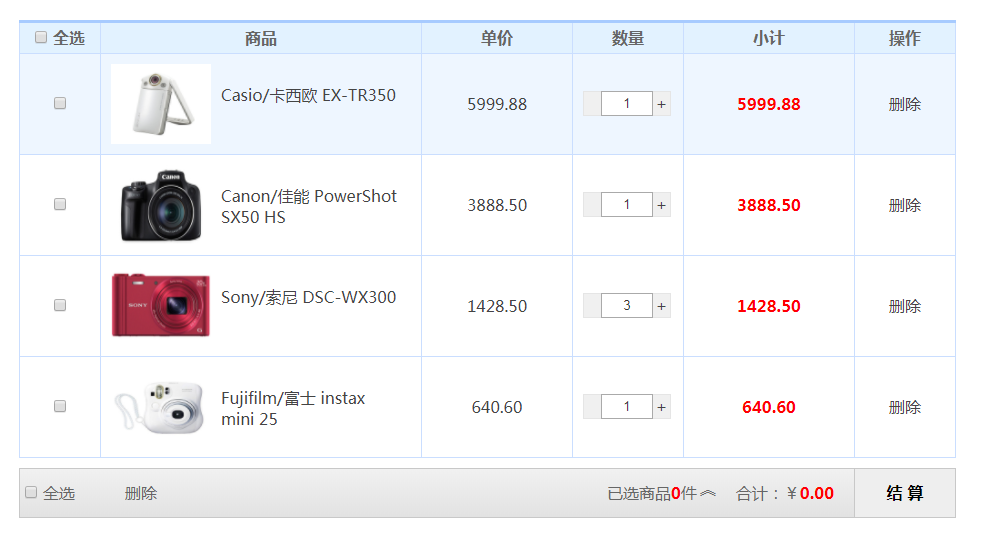 全选 商品 单价 数量 小计 操作
Casio/卡西欧 EX-TR350 5999.88 1 + 5999.88 删除
Canon
Canon/佳能 PowerShot
SX50 HS 3888.50 1 + 3888.50 删除
SONY
Sony/索尼 DSC-WX300 1428.50 3 + 1428.50 删除
Fujifilm/富士 instax
mini 25 640.60 1 + 640.60 删除
全选 删除 已选商品0件 合计：￥0.00 结 算